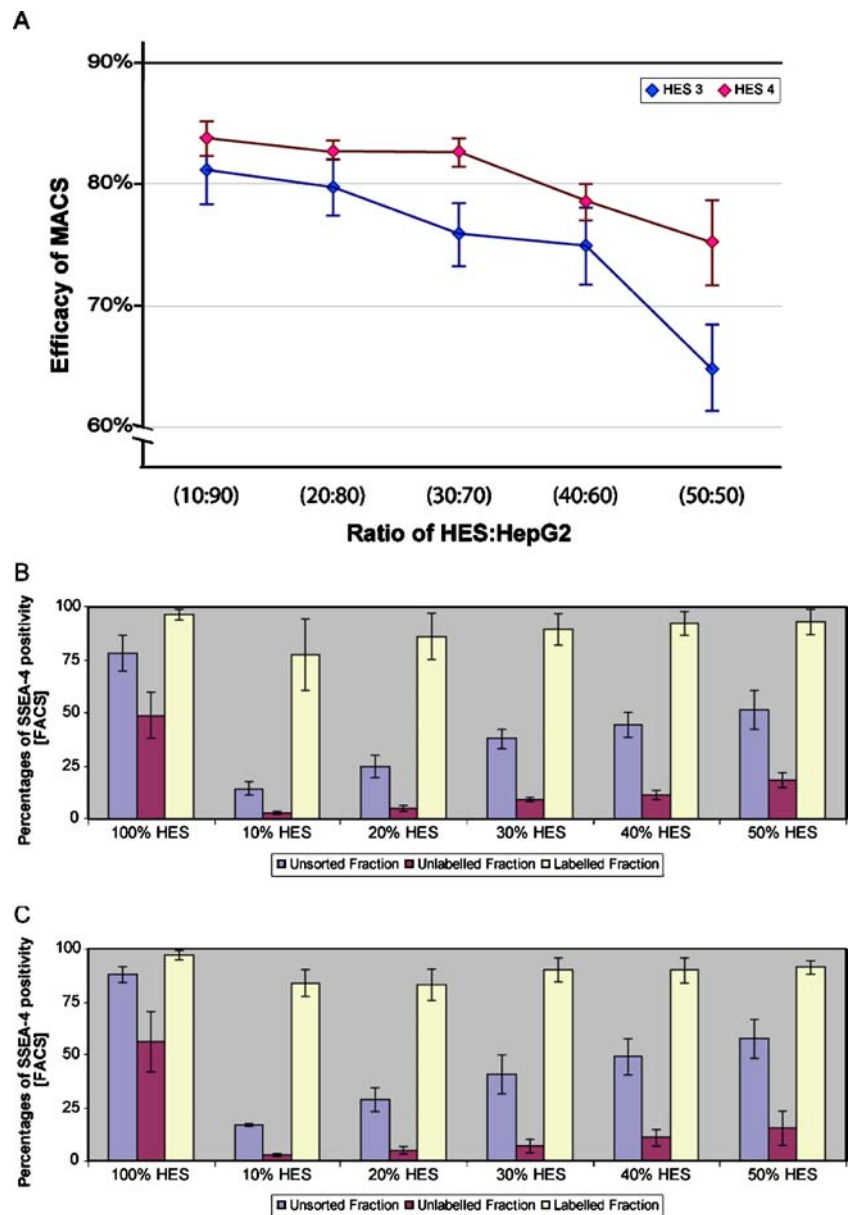 A
90%
80%
70%
60%
Efficacy of MACS
HES 3 HES 4
(10:90) (20:80) (30:70) (40:60) (50:50)
Ratio of HES:HepG2
B
Percentages of SSEA-4 positivity
[FACS]
100
75
50
25
0
100% HES 10% HES 20% HES 30% HES 40% HES 50% HES
Unsorted Fraction Unlabelled Fraction Labelled Fraction
C
Percentages of SSEA-4 positivity
[FACS]
100
75
50
25
0
100% HES 10% HES 20% HES 30% HES 40% HES 50% HES
Unsorted Fraction Unlabelled Fraction Labelled Fraction